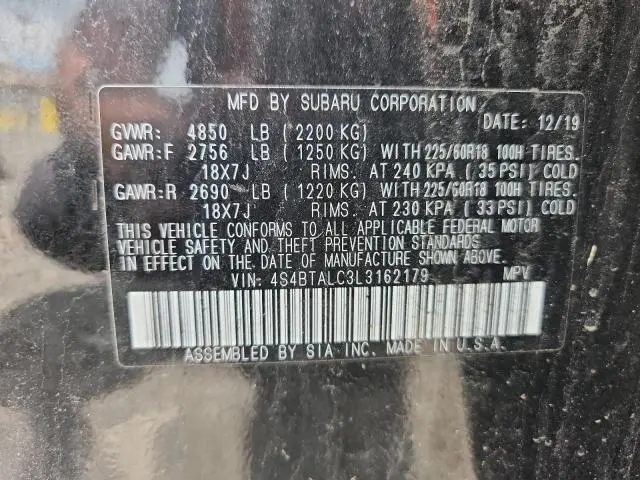 MFD BY SUBARU CORPORATION
DATE: 12/19
GVWR: 4850 LB (2200 KG)
GAWR:F 2756 LB (1250 KG) WITH 225/60R18 100H TIRES.
18X7J RIMS. AT 240 KPA (35 PSI) COLD
GAWR:R 2690 LB (1220 KG) WITH 225/60R18 100H TIRES.
18X7J RIMS. AT 230 KPA (33 PSI) COLD
THIS VEHICLE CONFORMS TO ALL APPLICABLE FEDERAL MOTOR
VEHICLE SAFETY AND THEFT PREVENTION STANDARDS IN
EFFECT ON THE DATE OF MANUFACTURE SHOWN ABOVE.
VIN: 4S4BTALC3L3162179 MPV
ASSEMBLED BY SIA INC. MADE IN U.S.A.